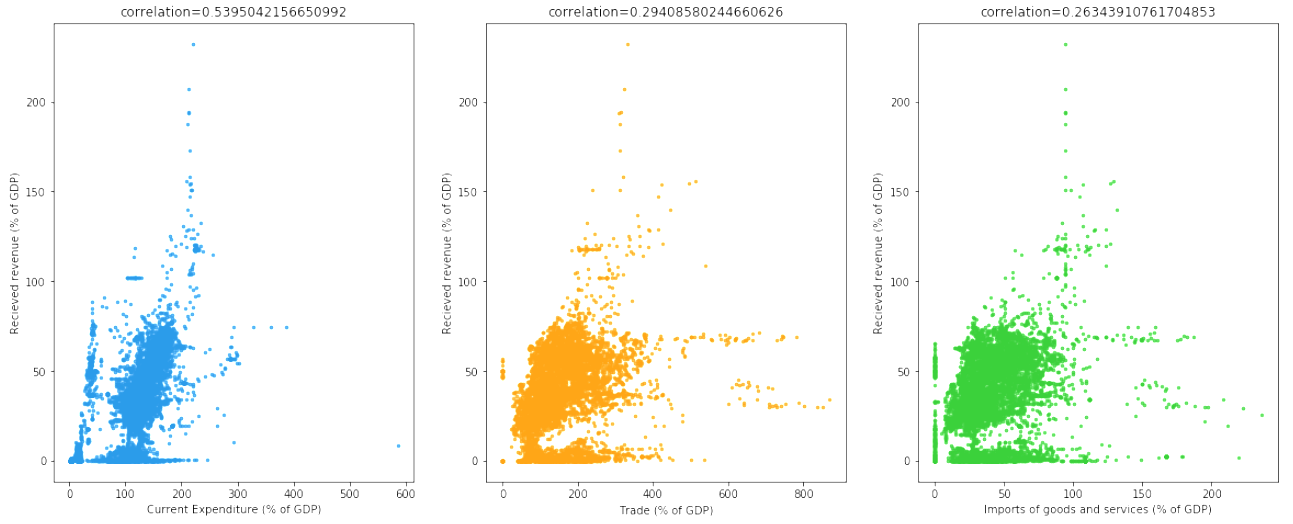 correlation=0.5395042156650992
Recieved revenue (% of GDP)
200
150
100
50
0
0 100 200 300 400 500 600
Current Expenditure (% of GDP)
correlation=0.29408580244660626
Recieved revenue (% of GDP)
200
150
100
50
0
0 200 400 600 800
Trade (% of GDP)
correlation=0.26343910761704853
Recieved revenue (% of GDP)
200
150
100
50
0
0 50 100 150 200
Imports of goods and services (% of GDP)